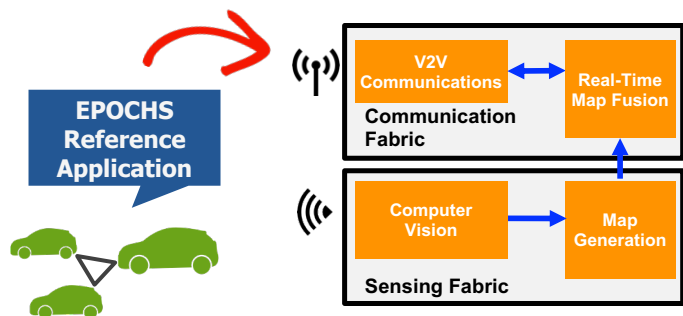 EPOCHS
Reference
Application
V2V
Communications
Real-Time
Map Fusion
Communication
Fabric
Computer
Vision
Map
Generation
Sensing Fabric